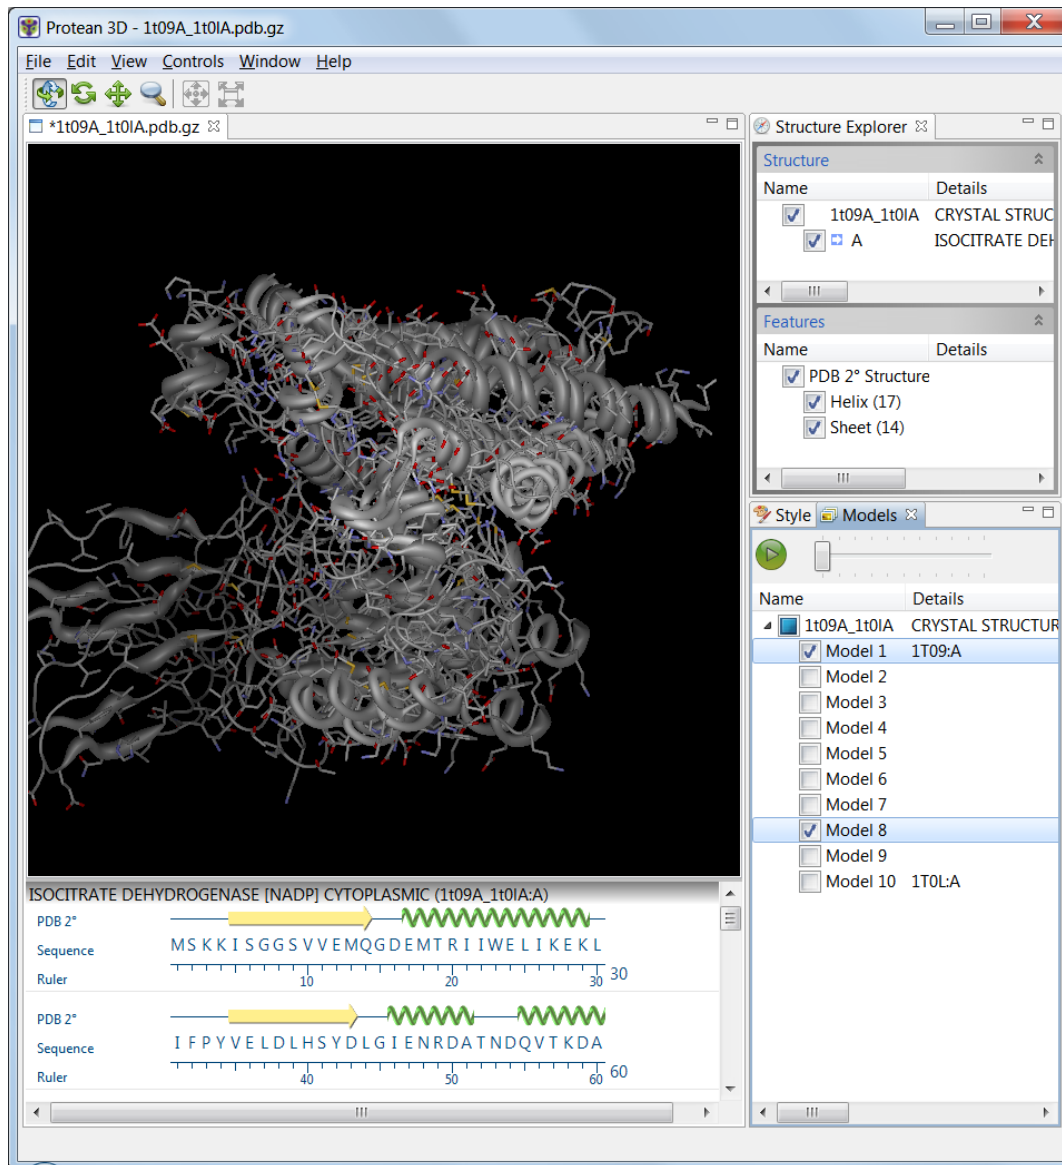 Protean 3D - 1t09A_1t0lA.pdb.gz
File Edit View Controls Window Help
*1t09A_1t0lA.pdb.gz
Structure Explorer
Structure
Name Details
1t09A_1t0lA CRYSTAL STRUC
A ISOCITRATE DEH
Features
Name Details
PDB 2° Structure
Helix (17)
Sheet (14)
Style Models
Name Details
1t09A_1t0lA CRYSTAL STRUCTUR
Model 1 1T09:A
Model 2
Model 3
Model 4
Model 5
Model 6
Model 7
Model 8
Model 9
Model 10 1T0L:A
ISOCITRATE DEHYDROGENASE [NADP] CYTOPLASMIC (1t09A_1t0lA:A)
PDB 2°
Sequence MSKKISGGSVVEMQGDEMTRIIWELIKEKL
Ruler 10 20 30 30
PDB 2°
Sequence IFPYVELDLHSYDLGIENRDATNDQVTKDA
Ruler 40 50 60 60